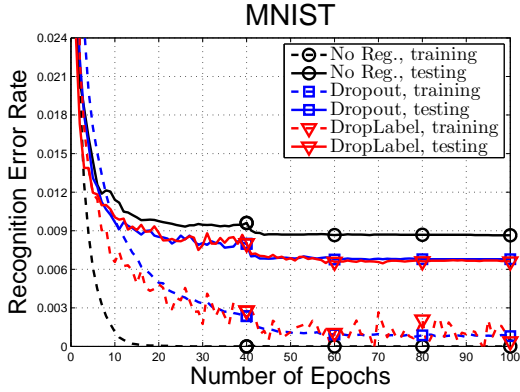 MNIST
Recognition Error Rate
0.024
0.021
0.018
0.015
0.012
0.009
0.006
0.003
0
No Reg., training
No Reg., testing
Dropout, training
Dropout, testing
DropLabel, training
DropLabel, testing
0 10 20 30 40 50 60 70 80 90 100
Number of Epochs